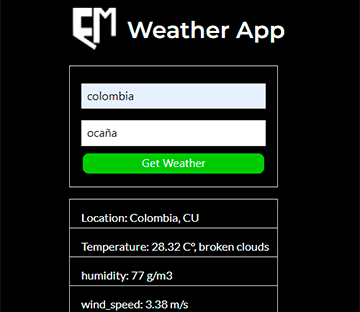 EM Weather App
colombia
ocaña
Get Weather
Location: Colombia, CU
Temperature: 28.32 C°, broken clouds
humidity: 77 g/m3
wind_speed: 3.38 m/s